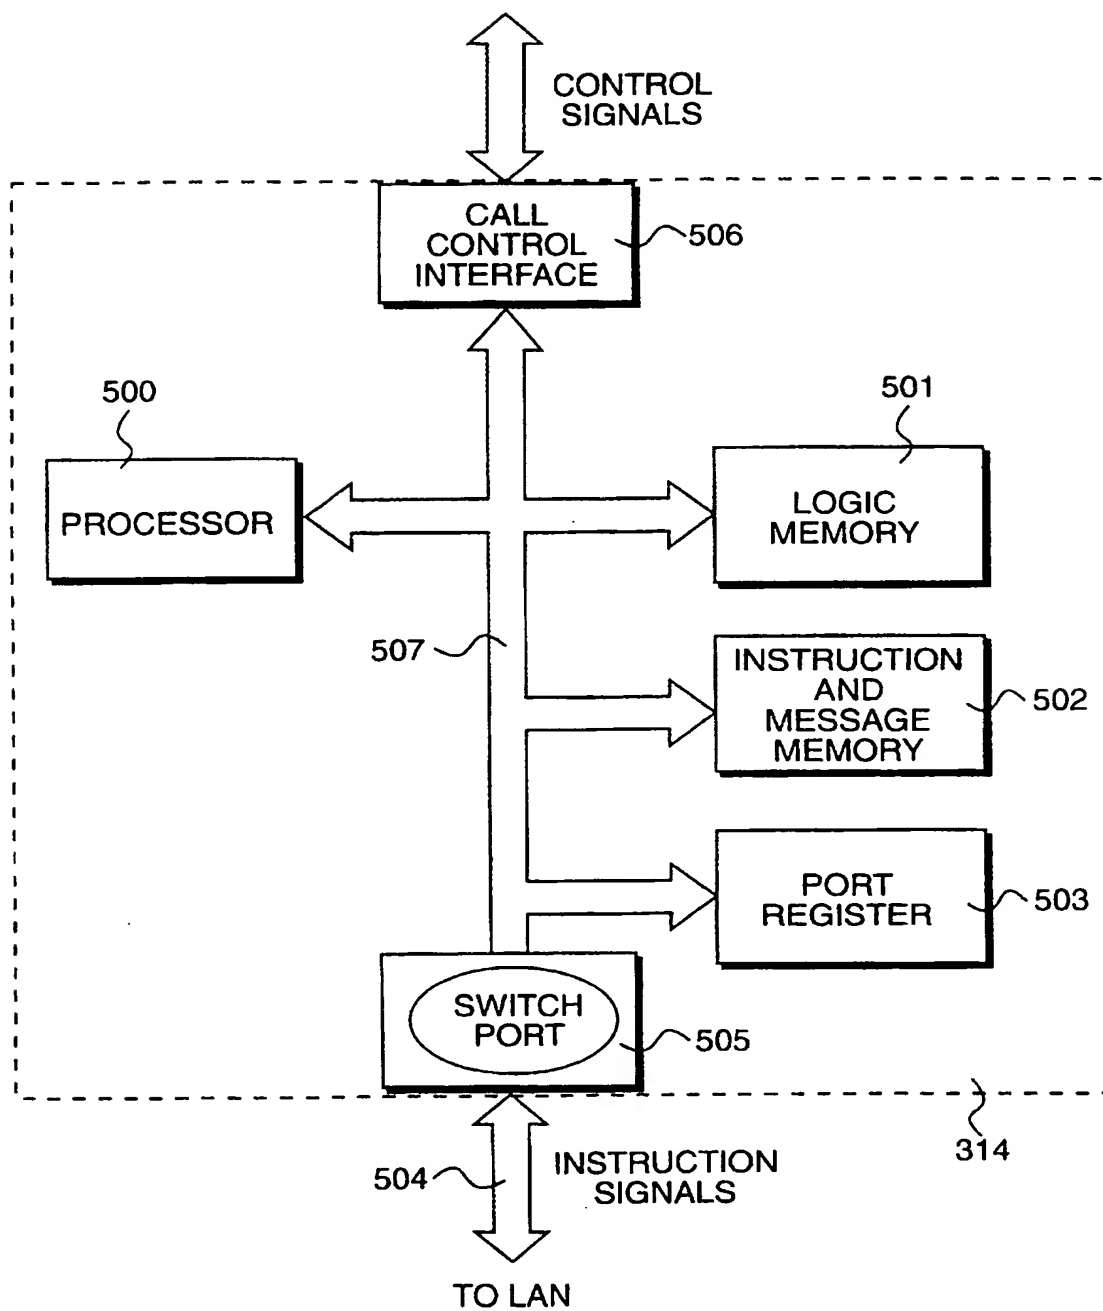 CONTROL
SIGNALS
CALL
CONTROL
INTERFACE
506
500
501
PROCESSOR
LOGIC
MEMORY
507
INSTRUCTION
AND
MESSAGE
MEMORY
502
PORT
REGISTER
503
SWITCH
PORT
505
314
504
INSTRUCTION
SIGNALS
TO LAN